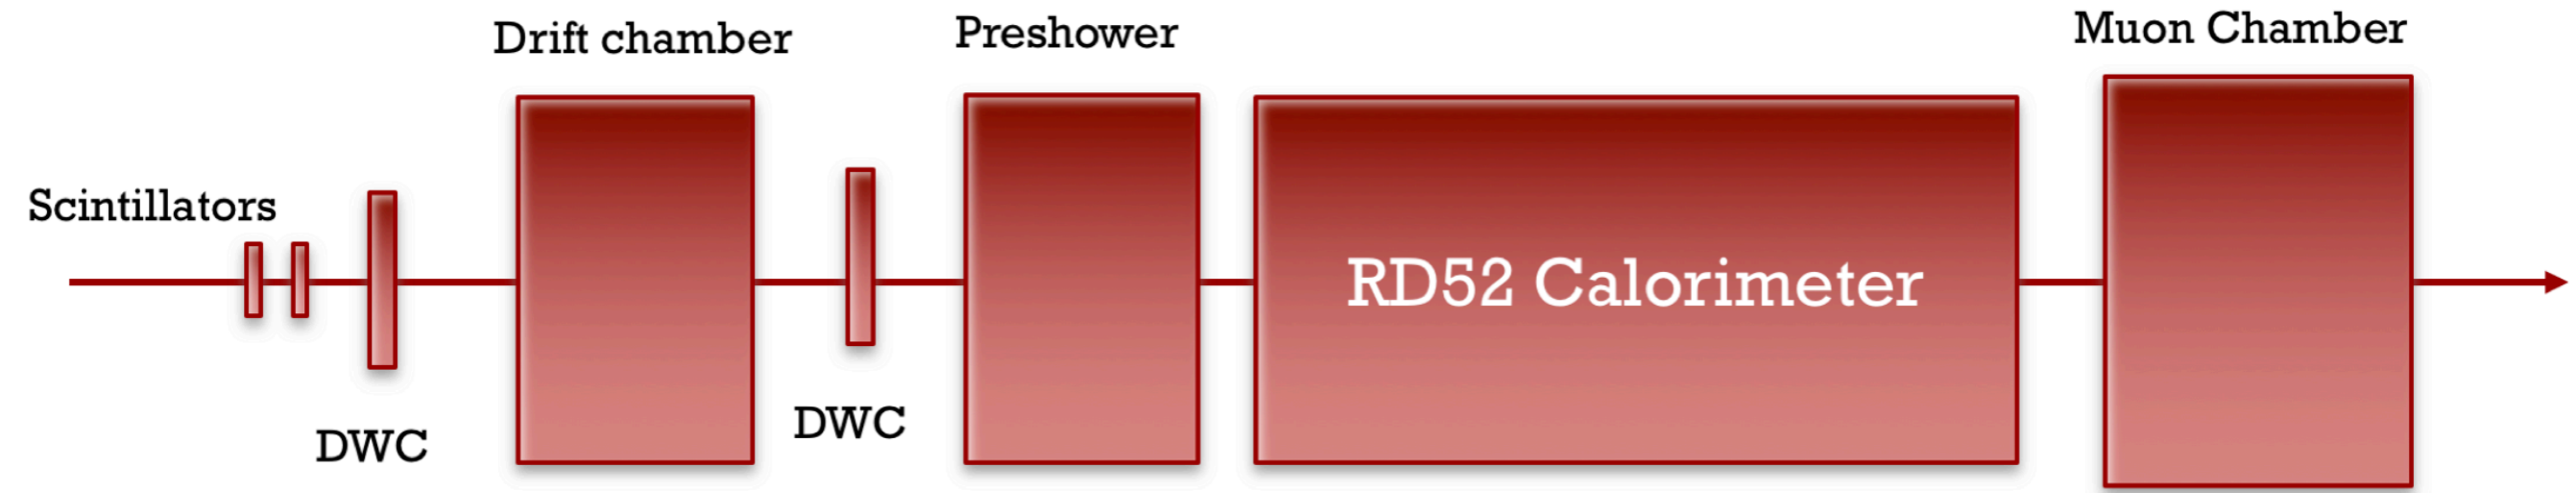 Scintillators
DWC
Drift chamber
DWC
Preshower
RD52 Calorimeter
Muon Chamber